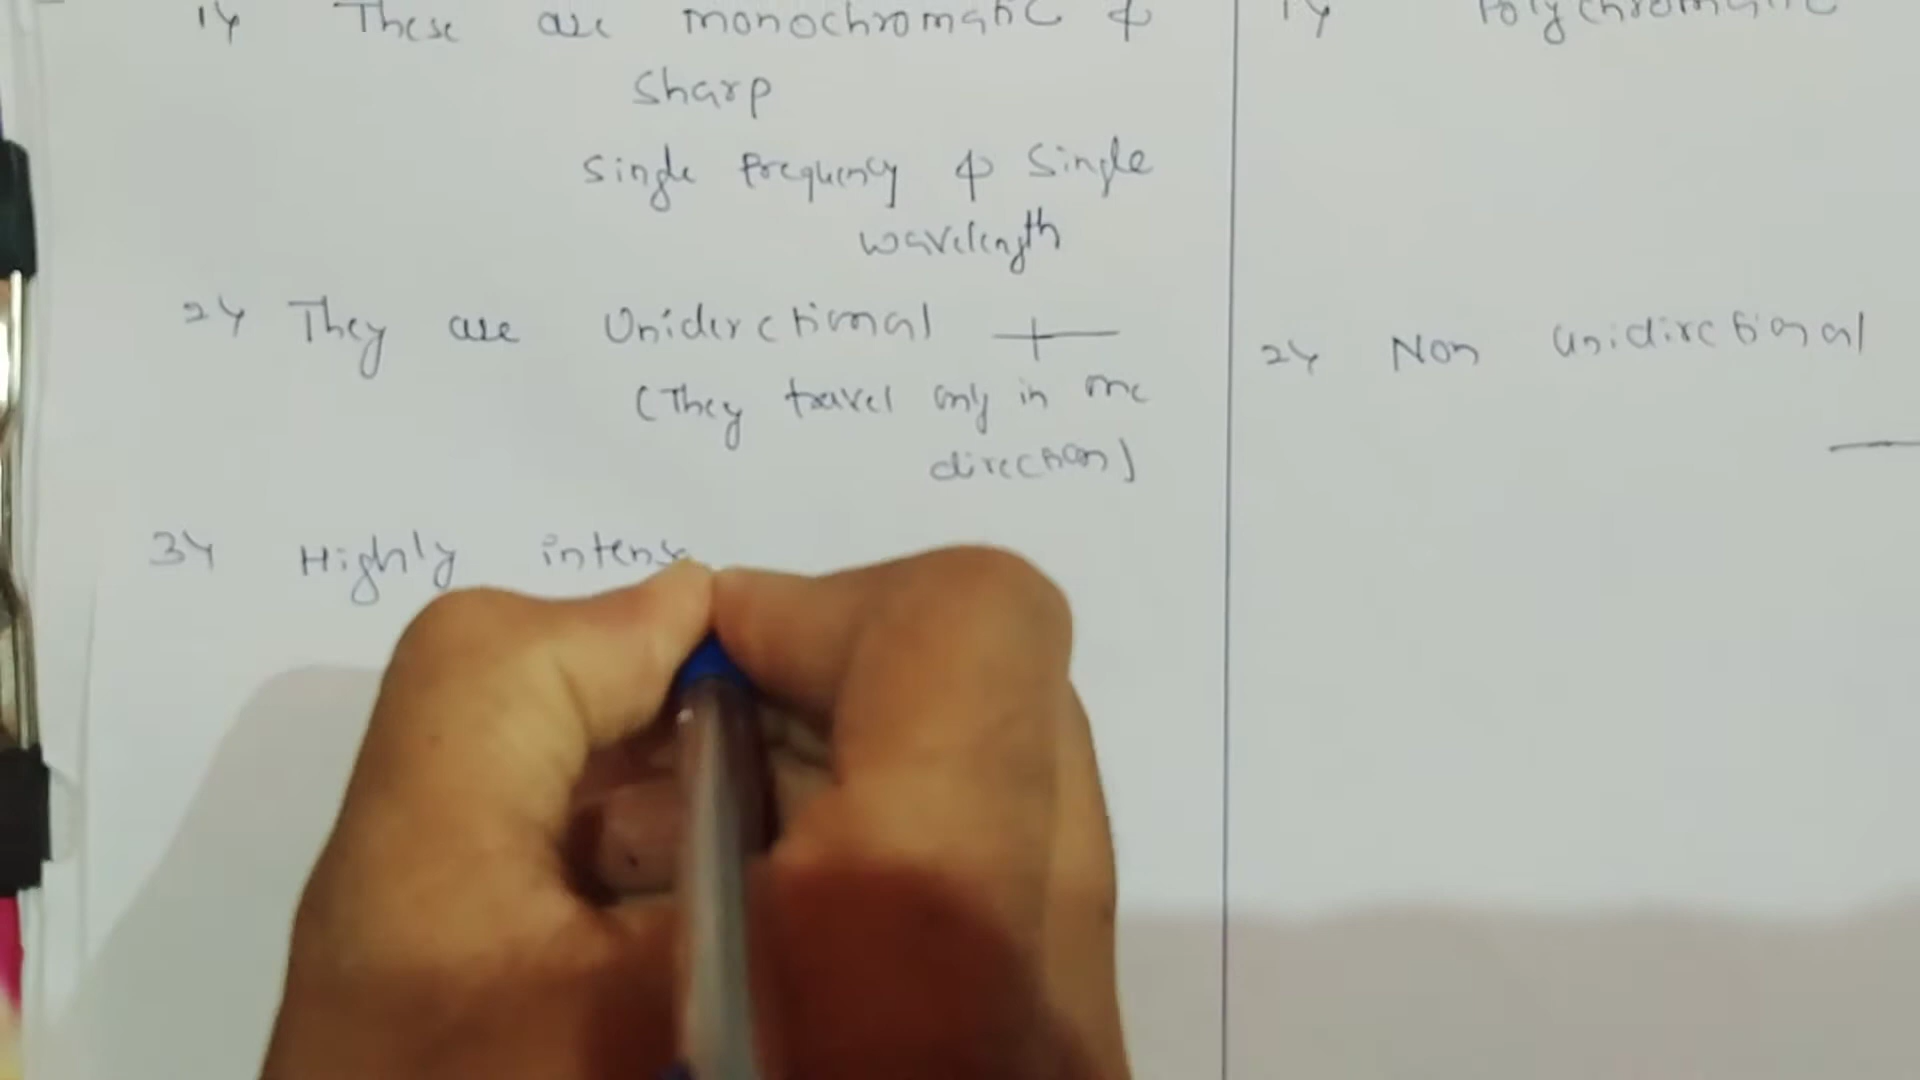 1) These are monochromatic &
Sharp
Single Frequency & Single
wavelength
2) They are Unidirectional
(They travel only in one
direction)
3) Highly intens
1) Polychromatic
2) Non Unidirectional